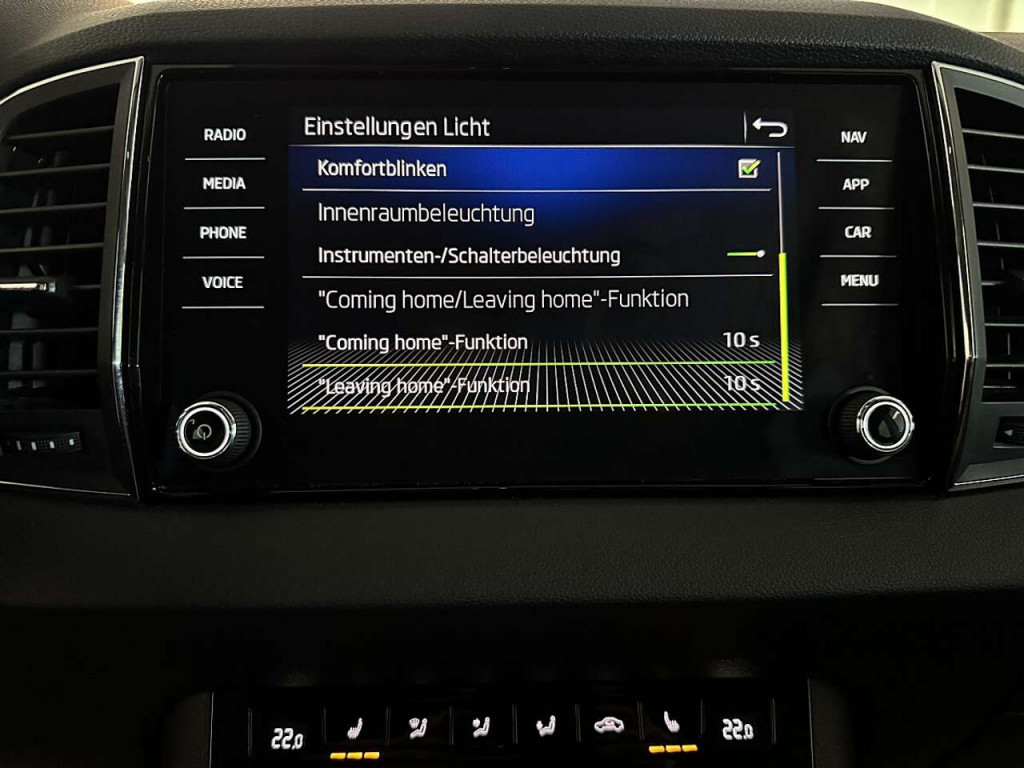 RADIO
MEDIA
PHONE
VOICE
Einstellungen Licht
Komfortblinken
Innenraumbeleuchtung
Instrumenten-/Schalterbeleuchtung
"Coming home/Leaving home"-Funktion
"Coming home"-Funktion 10 s
"Leaving home"-Funktion 10 s
NAV
APP
CAR
MENU
22.0
22.0